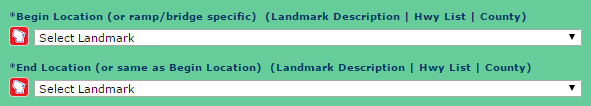 *Begin Location (or ramp/bridge specific) (Landmark Description | Hwy List | County)
Select Landmark
*End Location (or same as Begin Location) (Landmark Description | Hwy List | County)
Select Landmark